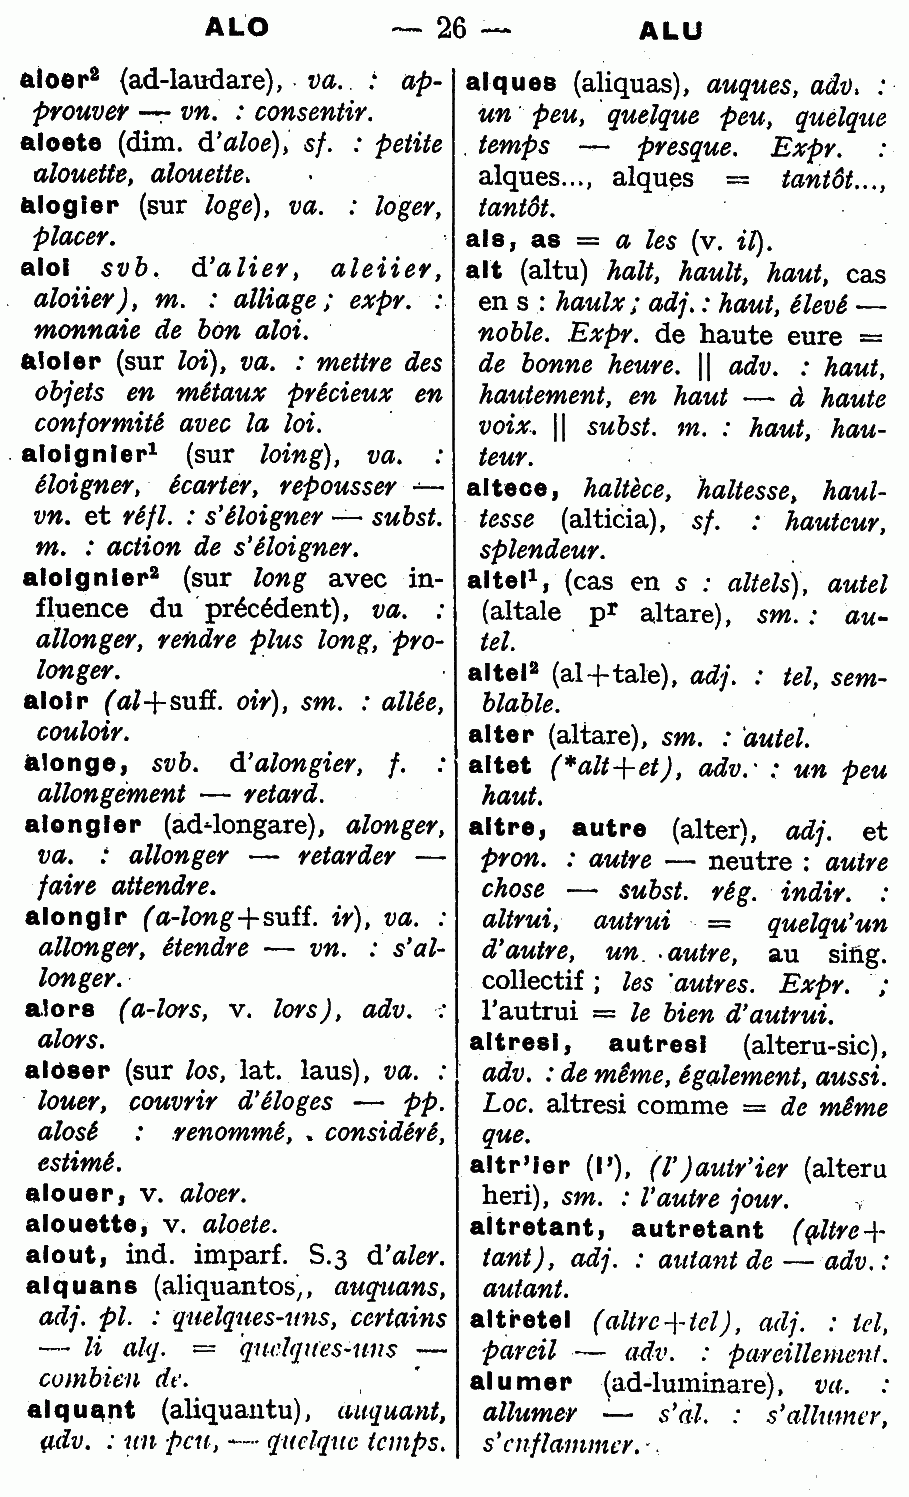 ALO — 26 — ALU
aloer² (ad-laudare), va. : ap-
prouver — vn. : consentir.
aloete (dim. d'aloe), sf. : petite
alouette, alouette.
alogier (sur loge), va. : loger,
placer.
aloi svb. d'alier, aleiier,
aloiier), m. : alliage ; expr. :
monnaie de bon aloi.
aloier (sur loi), va. : mettre des
objets en métaux précieux en
conformité avec la loi.
aloignier¹ (sur loing), va. :
éloigner, écarter, repousser —
vn. et réfl. : s'éloigner — subst.
m. : action de s'éloigner.
aloignier² (sur long avec in-
fluence du précédent), va. :
allonger, rendre plus long, pro-
longer.
aloir (al+suff. oir), sm. : allée,
couloir.
alonge, svb. d'alongier, f. :
allongement — retard.
alongier (ad-longare), alonger,
va. : allonger — retarder —
faire attendre.
alongir (a-long+suff. ir), va. :
allonger, étendre — vn. : s'al-
longer.
alors (a-lors, v. lors), adv. :
alors.
aloser (sur los, lat. laus), va. :
louer, couvrir d'éloges — pp.
alosé : renommé, considéré,
estimé.
alouer, v. aloer.
alouette, v. aloete.
alout, ind. imparf. S.3 d'aler.
alquans (aliquantos), auquans,
adj. pl. : quelques-uns, certains
— li alq. = quelques-uns —
combien de.
alquant (aliquantu), auquant,
adv. : un peu, — quelque temps.
alques (aliquas), auques, adv. :
un peu, quelque peu, quelque
temps — presque. Expr. :
alques..., alques = tantôt...,
tantôt.
als, as = a les (v. il).
alt (altu) halt, hault, haut, cas
en s : haulx ; adj. : haut, élevé —
noble. Expr. de haute eure =
de bonne heure. || adv. : haut,
hautement, en haut — à haute
voix. || subst. m. : haut, hau-
teur.
altece, haltèce, haltesse, haul-
tesse (alticia), sf. : hauteur,
splendeur.
altel¹, (cas en s : altels), autel
(altale pʳ altare), sm. : au-
tel.
altel² (al+tale), adj. : tel, sem-
blable.
alter (altare), sm. : autel.
altet (*alt+et), adv. : un peu
haut.
altre, autre (alter), adj. et
pron. : autre — neutre : autre
chose — subst. rég. indir. :
altrui, autrui = quelqu'un
d'autre, un autre, au sing.
collectif ; les autres. Expr. ;
l'autrui = le bien d'autrui.
altresi, autresi (alteru-sic),
adv. : de même, également, aussi.
Loc. altresi comme = de même
que.
altr'ier (l'), (l')autr'ier (alteru
heri), sm. : l'autre jour.
altretant, autretant (altre+
tant), adj. : autant de — adv. :
autant.
altretel (altre+tel), adj. : tel,
pareil — adv. : pareillement.
alumer (ad-luminare), va. :
allumer — s'al. : s'allumer,
s'enflammer.